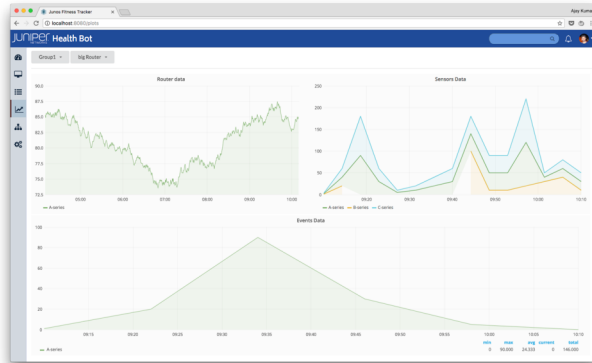 Junos Fitness Tracker
Ajay Kumar
localhost:8080/plots
JUNIPER Health Bot
Group1
big Router
Router data
90.0
87.5
85.0
82.5
80.0
77.5
75.0
72.5
05:00 06:00 07:00 08:00 09:00 10:00
A-series
Sensors Data
250
200
150
100
50
0
09:20 09:30 09:40 09:50 10:00 10:10
A-series B-series C-series
Events Data
100
80
60
40
20
0
09:15 09:20 09:25 09:30 09:35 09:40 09:45 09:50 09:55 10:00 10:05 10:10
min max avg current total
A-series 0 90.000 24.333 0 146.000